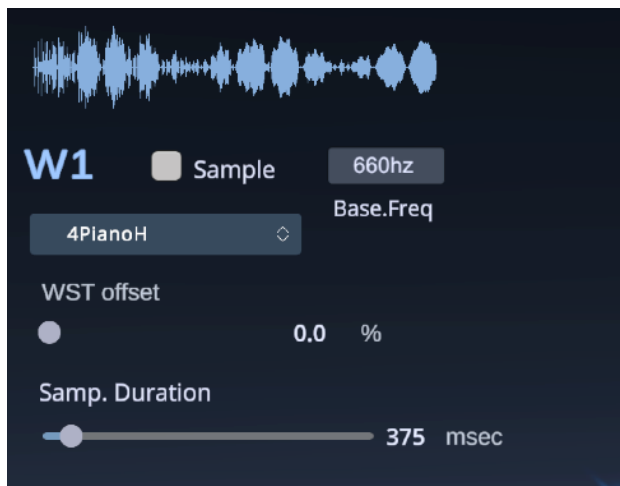 W1 Sample 660hz
Base.Freq
4PianoH
WST offset
0.0 %
Samp. Duration
375 msec